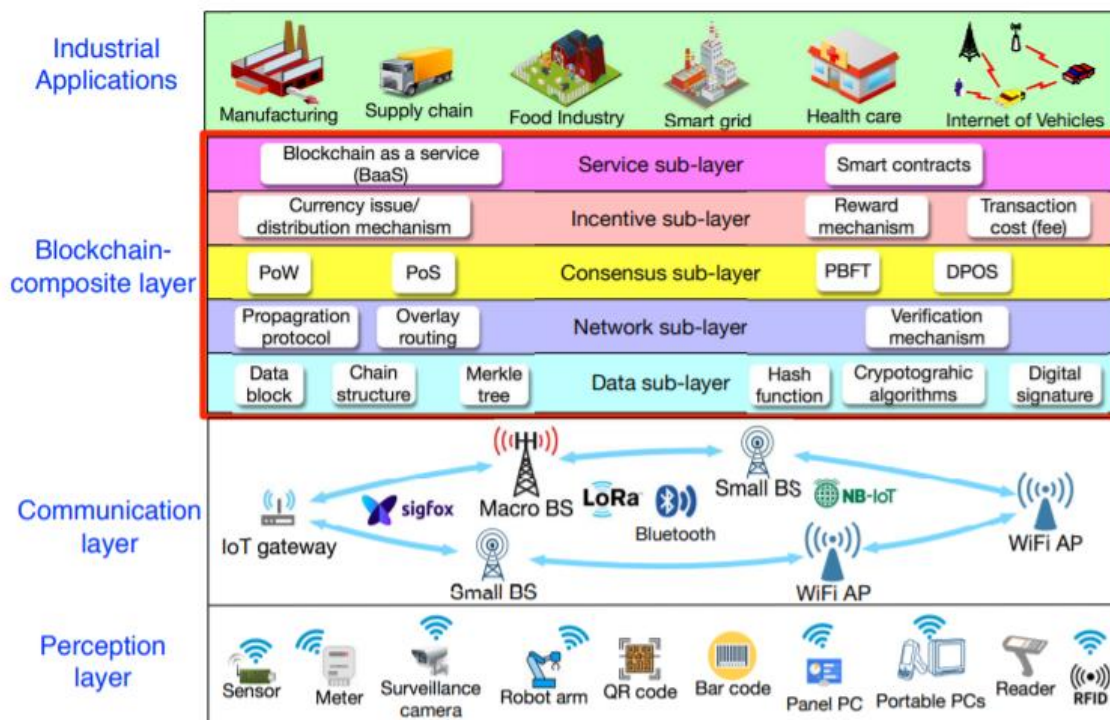 Industrial
Applications
Manufacturing
Supply chain
Food Industry
Smart grid
Health care
Internet of Vehicles
Blockchain-
composite layer
Blockchain as a service
(BaaS)
Service sub-layer
Smart contracts
Currency issue/
distribution mechanism
Incentive sub-layer
Reward
mechanism
Transaction
cost (fee)
PoW
PoS
Consensus sub-layer
PBFT
DPOS
Propagration
protocol
Overlay
routing
Network sub-layer
Verification
mechanism
Data
block
Chain
structure
Merkle
tree
Data sub-layer
Hash
function
Crypotograhic
algorithms
Digital
signature
Communication
layer
IoT gateway
sigfox
Macro BS
LoRa
Bluetooth
Small BS
NB-IoT
WiFi AP
Small BS
WiFi AP
Perception
layer
Sensor
Meter
Surveillance
camera
Robot arm
QR code
Bar code
Panel PC
Portable PCs
Reader
RFID